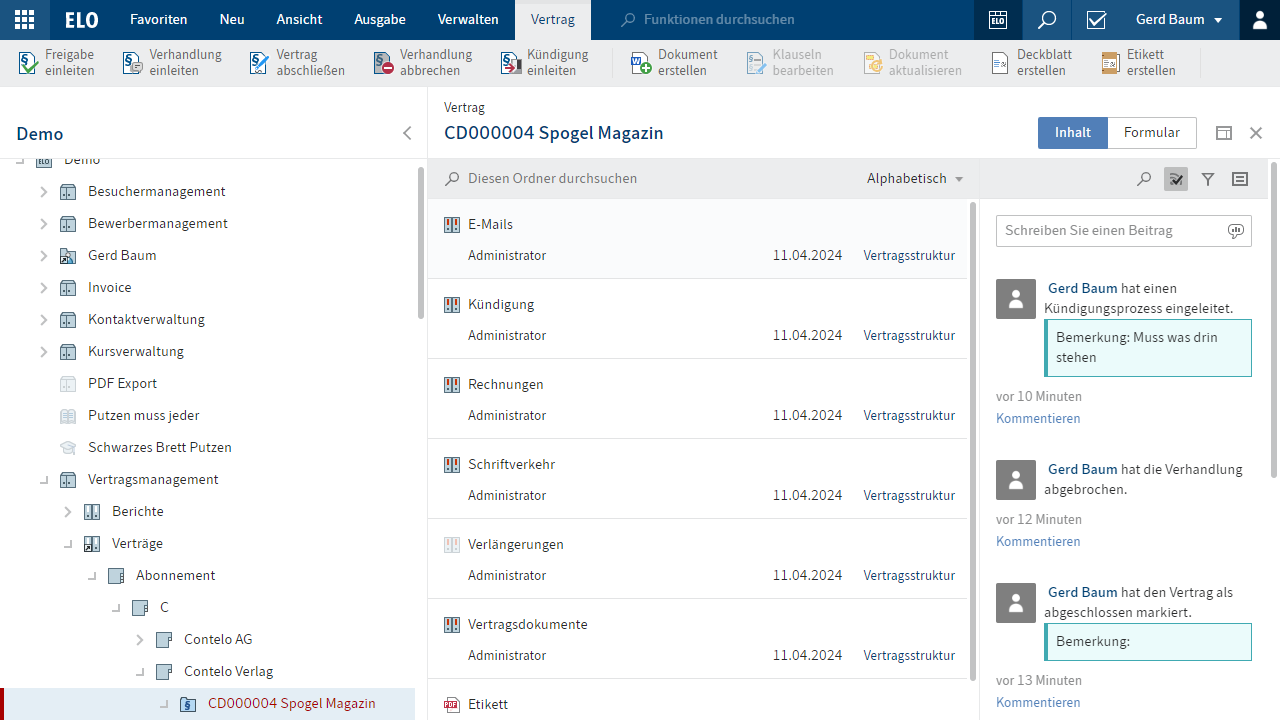 ELO Favoriten Neu Ansicht Ausgabe Verwalten Vertrag Funktionen durchsuchen ELO Gerd Baum
Freigabe einleiten
Verhandlung einleiten
Vertrag abschließen
Verhandlung abbrechen
Kündigung einleiten
Dokument erstellen
Klauseln bearbeiten
Dokument aktualisieren
Deckblatt erstellen
Etikett erstellen
Demo
Demo
Besuchermanagement
Bewerbermanagement
Gerd Baum
Invoice
Kontaktverwaltung
Kursverwaltung
PDF Export
Putzen muss jeder
Schwarzes Brett Putzen
Vertragsmanagement
Berichte
Verträge
Abonnement
C
Contelo AG
Contelo Verlag
CD000004 Spogel Magazin
Vertrag
CD000004 Spogel Magazin
Inhalt Formular
Diesen Ordner durchsuchen Alphabetisch
E-Mails
Administrator 11.04.2024 Vertragsstruktur
Kündigung
Administrator 11.04.2024 Vertragsstruktur
Rechnungen
Administrator 11.04.2024 Vertragsstruktur
Schriftverkehr
Administrator 11.04.2024 Vertragsstruktur
Verlängerungen
Administrator 11.04.2024 Vertragsstruktur
Vertragsdokumente
Administrator 11.04.2024 Vertragsstruktur
Etikett
Schreiben Sie einen Beitrag
Gerd Baum hat einen
Kündigungsprozess eingeleitet.
Bemerkung: Muss was drin
stehen
vor 10 Minuten
Kommentieren
Gerd Baum hat die Verhandlung
abgebrochen.
vor 12 Minuten
Kommentieren
Gerd Baum hat den Vertrag als
abgeschlossen markiert.
Bemerkung:
vor 13 Minuten
Kommentieren